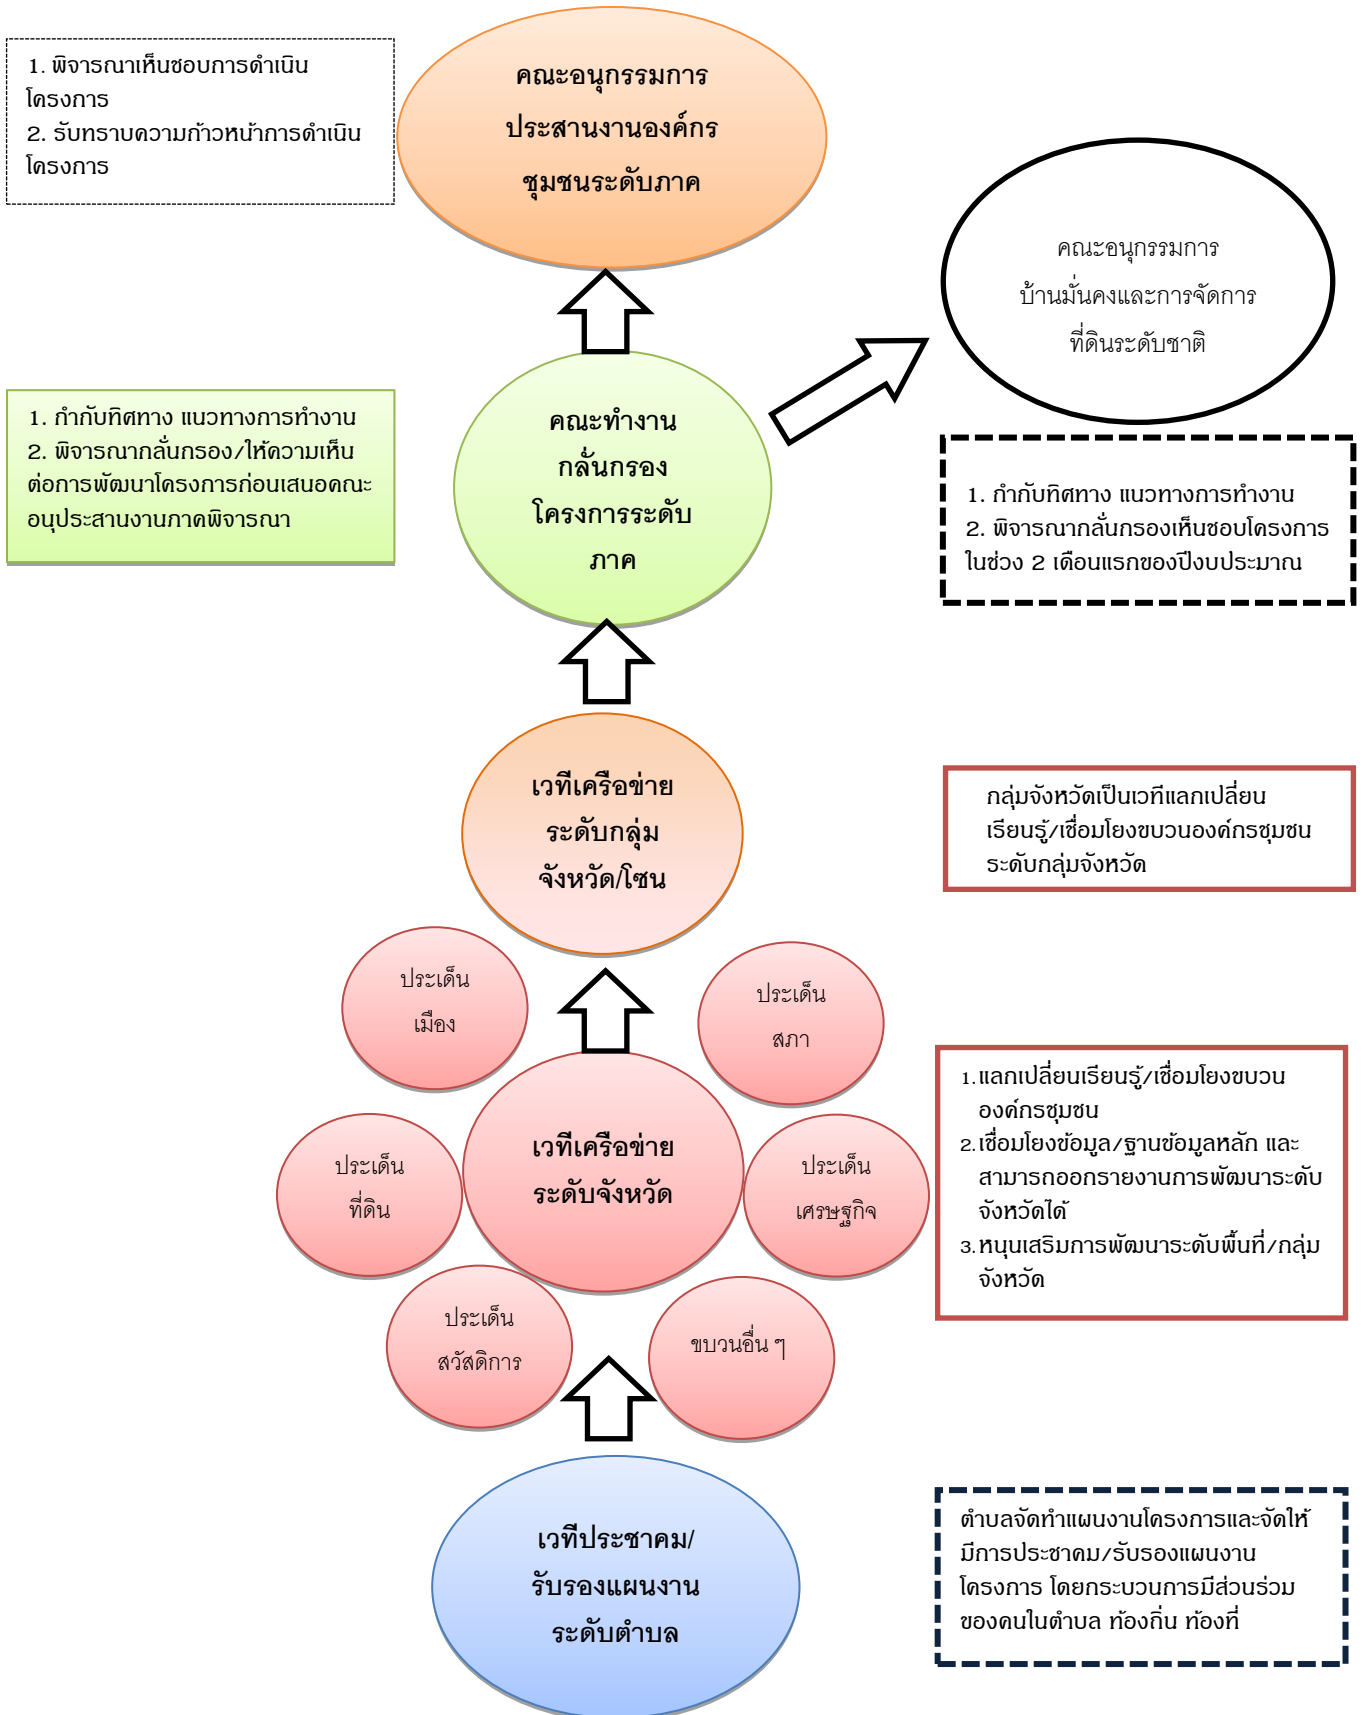 1. พิจารณาเห็นชอบการดำเนิน
โครงการ
2. รับทราบความก้าวหน้าการดำเนิน
โครงการ
คณะอนุกรรมการ
ประสานงานองค์กร
ชุมชนระดับภาค
คณะอนุกรรมการ
บ้านมั่นคงและการจัดการ
ที่ดินระดับชาติ
1. กำกับทิศทาง แนวทางการทำงาน
2. พิจารณากลั่นกรอง/ให้ความเห็น
ต่อการพัฒนาโครงการก่อนเสนอคณะ
อนุประสานงานภาคพิจารณา
คณะทำงาน
กลั่นกรอง
โครงการระดับ
ภาค
1. กำกับทิศทาง แนวทางการทำงาน
2. พิจารณากลั่นกรองเห็นชอบโครงการ
ในช่วง 2 เดือนแรกของปีงบประมาณ
เวทีเครือข่าย
ระดับกลุ่ม
จังหวัด/โซน
กลุ่มจังหวัดเป็นเวทีแลกเปลี่ยน
เรียนรู้/เชื่อมโยงขบวนองค์กรชุมชน
ระดับกลุ่มจังหวัด
ประเด็น
เมือง
ประเด็น
สภา
ประเด็น
ที่ดิน
เวทีเครือข่าย
ระดับจังหวัด
ประเด็น
เศรษฐกิจ
1. แลกเปลี่ยนเรียนรู้/เชื่อมโยงขบวน
องค์กรชุมชน
2. เชื่อมโยงข้อมูล/ฐานข้อมูลหลัก และ
สามารถออกรายงานการพัฒนาระดับ
จังหวัดได้
3. หนุนเสริมการพัฒนาระดับพื้นที่/กลุ่ม
จังหวัด
ประเด็น
สวัสดิการ
ขบวนอื่น ๆ
เวทีประชาคม/
รับรองแผนงาน
ระดับตำบล
ตำบลจัดทำแผนงานโครงการและจัดให้
มีการประชาคม/รับรองแผนงาน
โครงการ โดยกระบวนการมีส่วนร่วม
ของคนในตำบล ท้องถิ่น ท้องที่